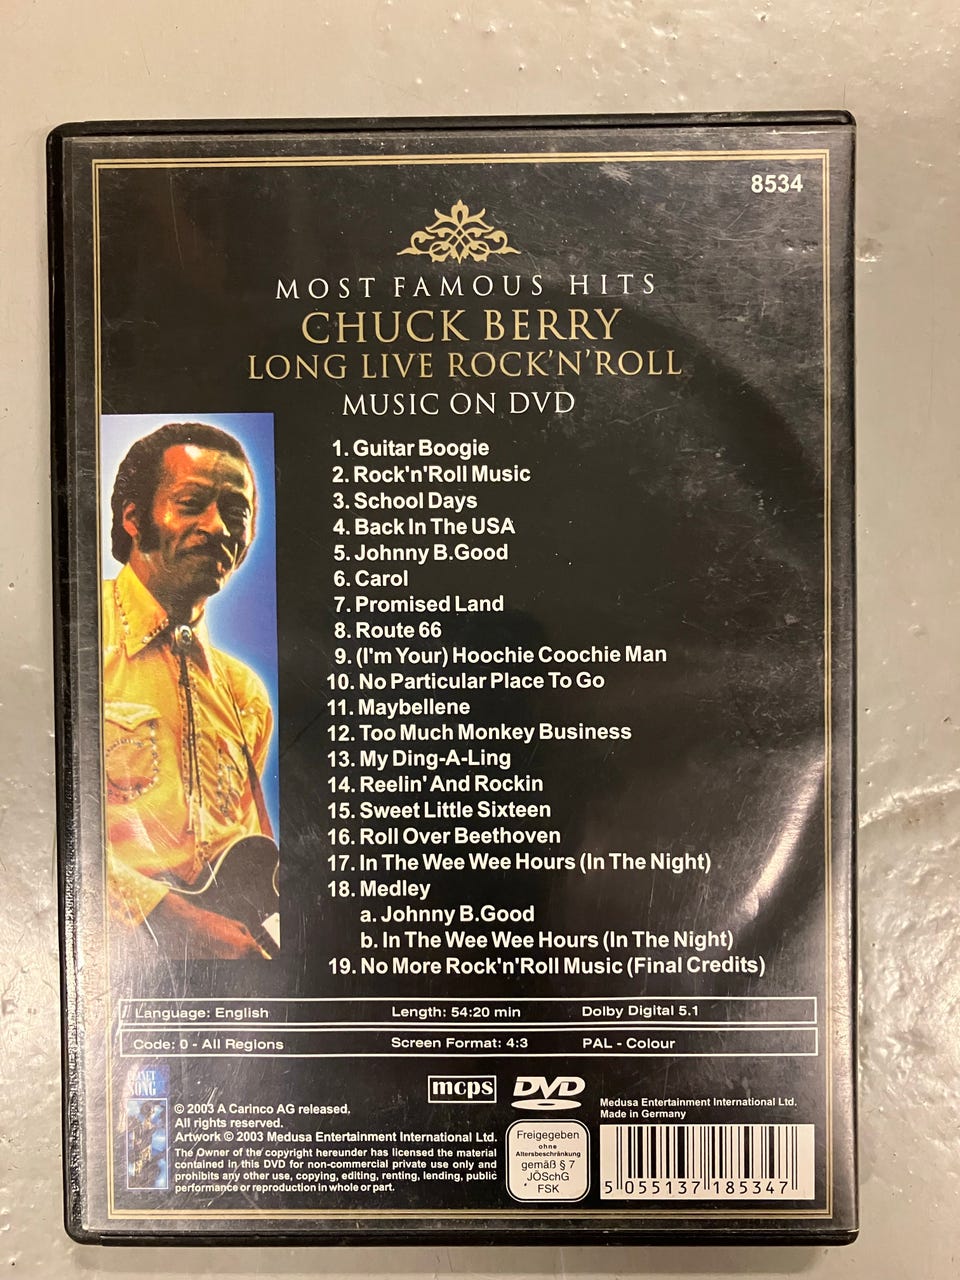 8534
MOST FAMOUS HITS
CHUCK BERRY
LONG LIVE ROCK'N'ROLL
MUSIC ON DVD
1. Guitar Boogie
2. Rock'n'Roll Music
3. School Days
4. Back In The USA
5. Johnny B.Good
6. Carol
7. Promised Land
8. Route 66
9. (I'm Your) Hoochie Coochie Man
10. No Particular Place To Go
11. Maybellene
12. Too Much Monkey Business
13. My Ding-A-Ling
14. Reelin' And Rockin
15. Sweet Little Sixteen
16. Roll Over Beethoven
17. In The Wee Wee Hours (In The Night)
18. Medley
a. Johnny B.Good
b. In The Wee Wee Hours (In The Night)
19. No More Rock'n'Roll Music (Final Credits)
Language: English Length: 54:20 min Dolby Digital 5.1
Code: 0 - All Regions Screen Format: 4:3 PAL - Colour
PLANET
SONG
mcps
DVD
Medusa Entertainment International Ltd.
Made in Germany
© 2003 A Carinco AG released.
All rights reserved.
Artwork © 2003 Medusa Entertainment International Ltd.
The Owner of the copyright hereunder has licensed the material
contained in this DVD for non-commercial private use only and
prohibits any other use, copying, editing, renting, lending, public
performance or reproduction in whole or part.
Freigegeben
ohne
Altersbeschränkung
gemäß § 7
JÖSchG
FSK
5 055137 185347